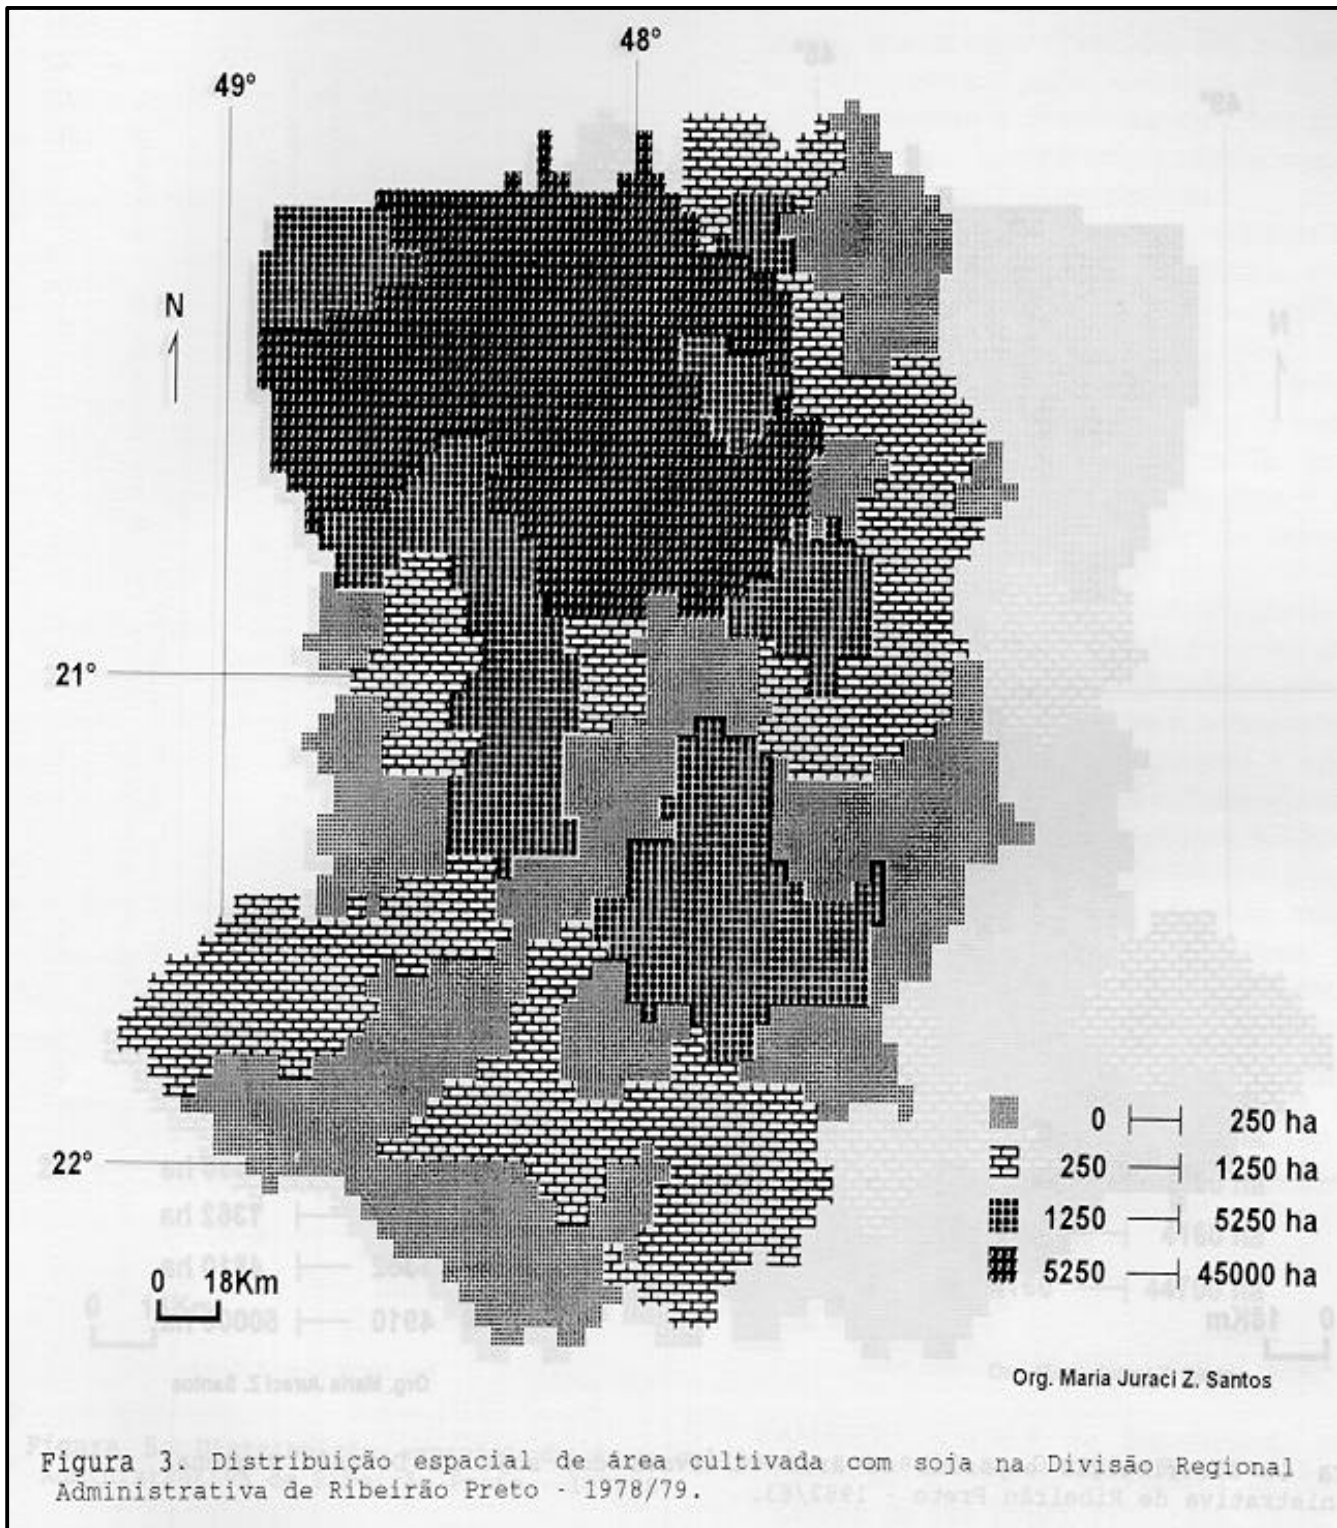 48°
49°
N
21°
22°
0 250 ha
250 1250 ha
1250 5250 ha
5250 45000 ha
0 18Km
Org. Maria Juraci Z. Santos
Figura 3. Distribuição espacial de área cultivada com soja na Divisão Regional
Administrativa de Ribeirão Preto - 1978/79.